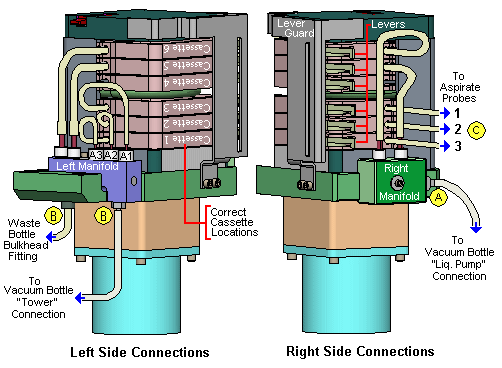 Cassette 6
Cassette 5
Cassette 4
Cassette 3
Cassette 2
Cassette 1
A3 A2 A1
Left Manifold
B
B
Waste
Bottle
Bulkhead
Fitting
To
Vacuum Bottle
"Tower"
Connection
Correct
Cassette
Locations
Left Side Connections
Lever
Guard
Levers
To
Aspirate
Probes
1
2
C
3
Right
Manifold
A
To
Vacuum Bottle
"Liq. Pump"
Connection
Right Side Connections